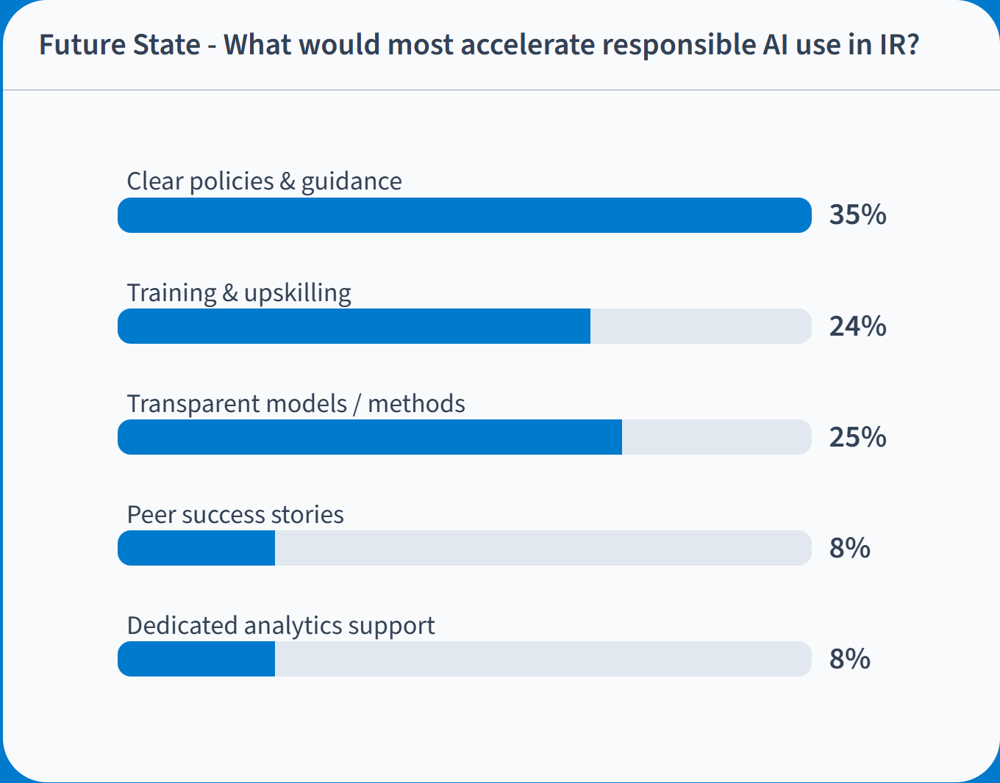 Future State - What would most accelerate responsible AI use in IR?
Clear policies & guidance
35%
Training & upskilling
24%
Transparent models / methods
25%
Peer success stories
8%
Dedicated analytics support
8%